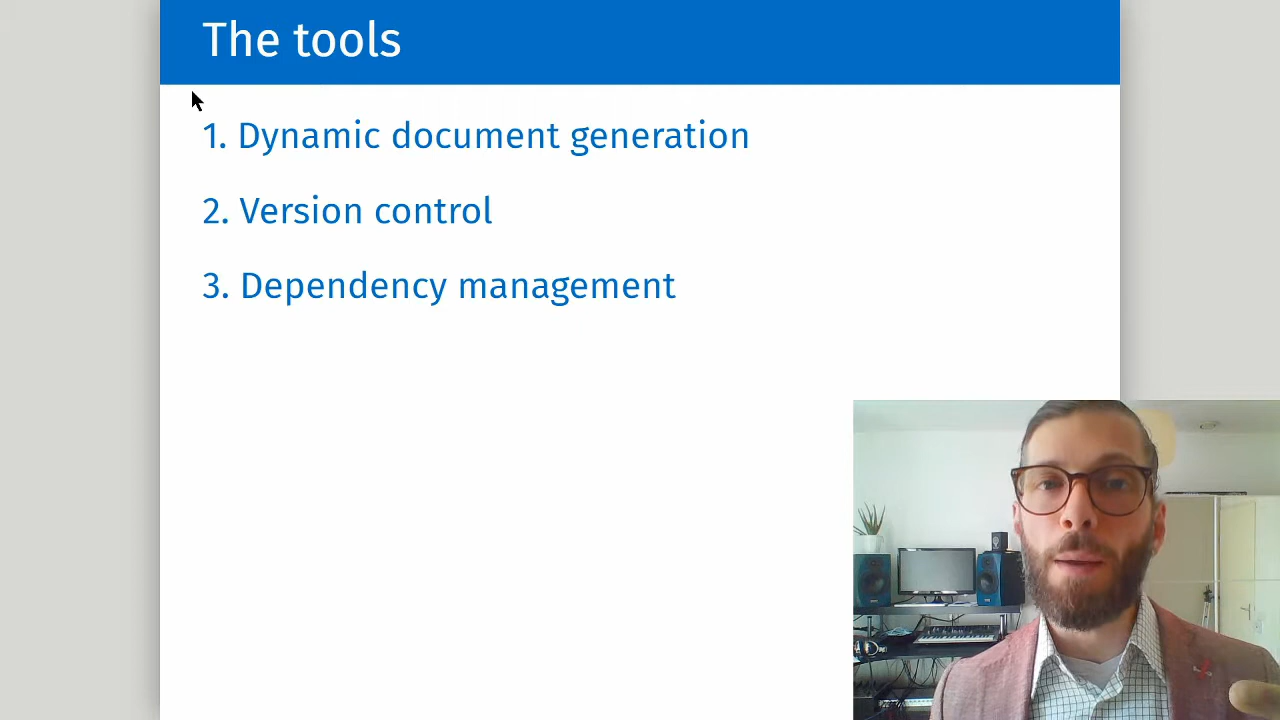 The tools
1. Dynamic document generation
2. Version control
3. Dependency management